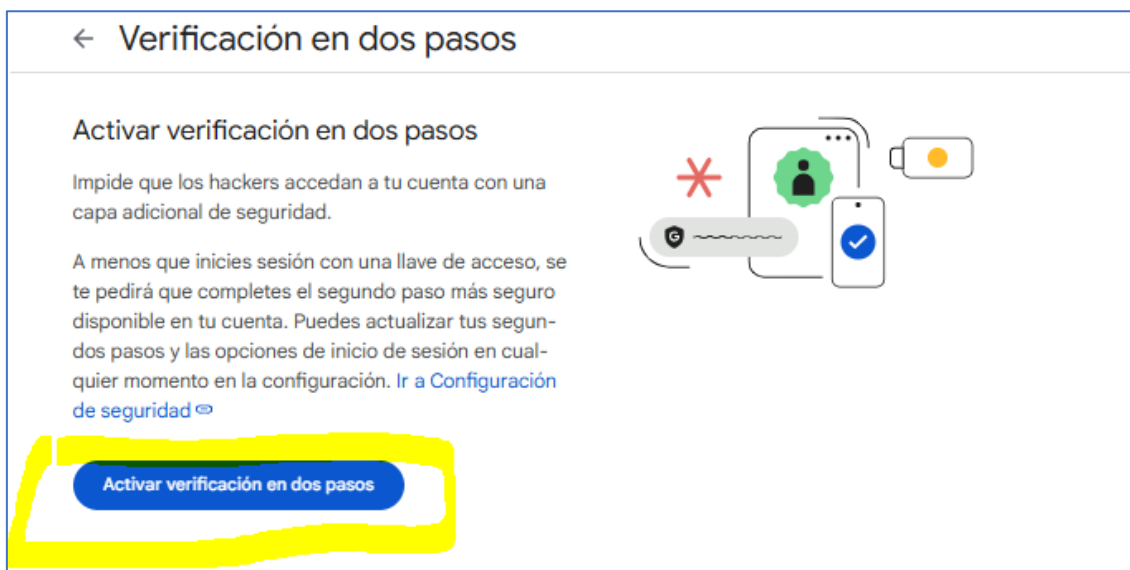 Verificación en dos pasos
Activar verificación en dos pasos
Impide que los hackers accedan a tu cuenta con una
capa adicional de seguridad.
A menos que inicies sesión con una llave de acceso, se
te pedirá que completes el segundo paso más seguro
disponible en tu cuenta. Puedes actualizar tus segun-
dos pasos y las opciones de inicio de sesión en cual-
quier momento en la configuración. Ir a Configuración
de seguridad
G
Activar verificación en dos pasos